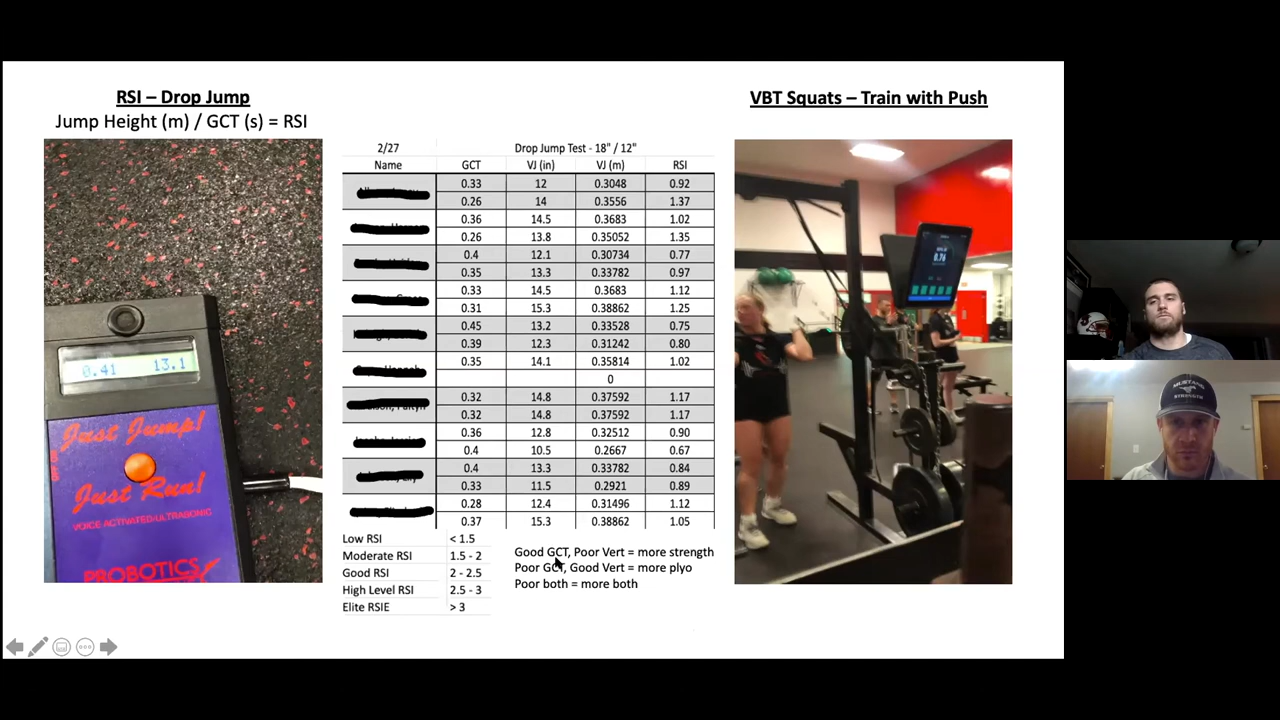 RSI – Drop Jump
Jump Height (m) / GCT (s) = RSI
0.41 13.1
Just Jump!
Just Run!
VOICE ACTIVATED/ULTRASONIC
PROBOTICS
2/27 Drop Jump Test - 18" / 12"
Name GCT VJ (in) VJ (m) RSI
0.33 12 0.3048 0.92
0.26 14 0.3556 1.37
0.36 14.5 0.3683 1.02
0.26 13.8 0.35052 1.35
0.4 12.1 0.30734 0.77
0.35 13.3 0.33782 0.97
0.33 14.5 0.3683 1.12
0.31 15.3 0.38862 1.25
0.45 13.2 0.33528 0.75
0.39 12.3 0.31242 0.80
0.35 14.1 0.35814 1.02
0
0.32 14.8 0.37592 1.17
0.32 14.8 0.37592 1.17
0.36 12.8 0.32512 0.90
0.4 10.5 0.2667 0.67
0.4 13.3 0.33782 0.84
0.33 11.5 0.2921 0.89
0.28 12.4 0.31496 1.12
0.37 15.3 0.38862 1.05
Low RSI < 1.5
Moderate RSI 1.5 - 2
Good RSI 2 - 2.5
High Level RSI 2.5 - 3
Elite RSIE > 3
Good GCT, Poor Vert = more strength
Poor GCT, Good Vert = more plyo
Poor both = more both
VBT Squats – Train with Push
0.76
MUSTANG
STRENGTH